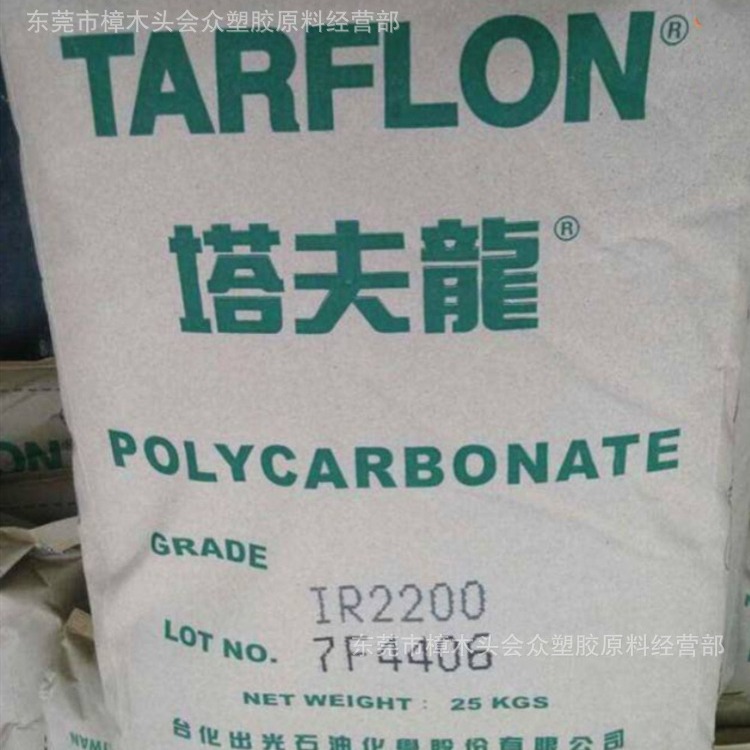 东莞市樟木头会众塑胶原料经营部
TARFLON®
塔夫龍®
POLYCARBONATE
GRADE
IR2200
LOT NO.
7F4406
东莞市樟木头会众塑胶原料经营部
NET WEIGHT: 25 KGS
台化出光石油化學股份有限公司
ON
WAN